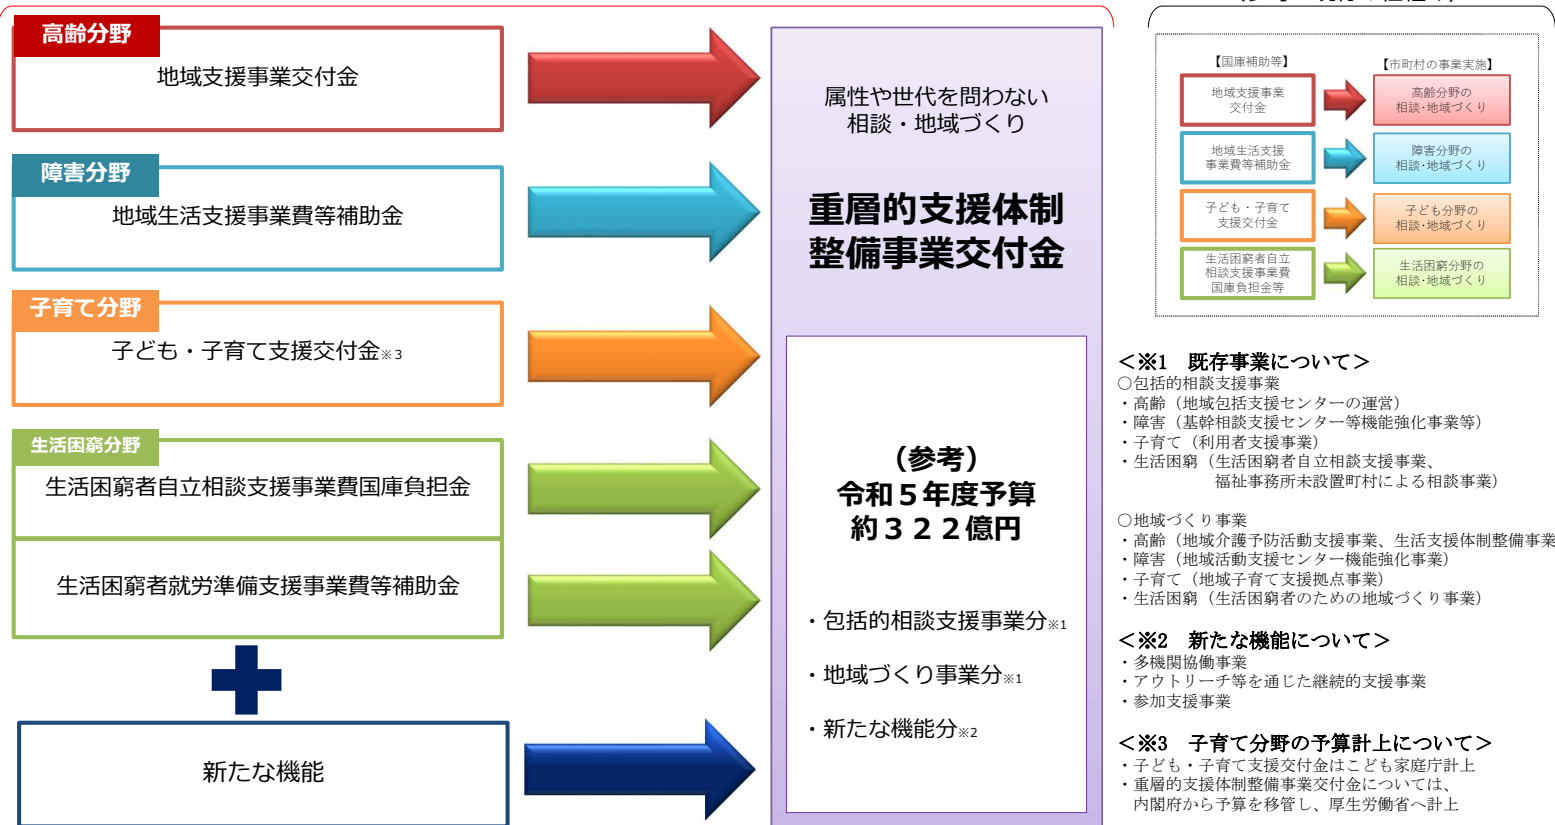 高齢分野
地域支援事業交付金
障害分野
地域生活支援事業費等補助金
子育て分野
子ども・子育て支援交付金※3
生活困窮分野
生活困窮者自立相談支援事業費国庫負担金
生活困窮者就労準備支援事業費等補助金
新たな機能
属性や世代を問わない
相談・地域づくり
重層的支援体制
整備事業交付金
（参考）
令和５年度予算
約３２２億円
・包括的相談支援事業分※1
・地域づくり事業分※1
・新たな機能分※2
【国庫補助等】
【市町村の事業実施】
地域支援事業
交付金
高齢分野の
相談・地域づくり
地域生活支援
事業費等補助金
障害分野の
相談・地域づくり
子ども・子育て
支援交付金
子ども分野の
相談・地域づくり
生活困窮者自立
相談支援事業費
国庫負担金等
生活困窮分野の
相談・地域づくり
＜※1　既存事業について＞
○包括的相談支援事業
・高齢（地域包括支援センターの運営）
・障害（基幹相談支援センター等機能強化事業等）
・子育て（利用者支援事業）
・生活困窮（生活困窮者自立相談支援事業、
福祉事務所未設置町村による相談事業）
○地域づくり事業
・高齢（地域介護予防活動支援事業、生活支援体制整備事業
・障害（地域活動支援センター機能強化事業）
・子育て（地域子育て支援拠点事業）
・生活困窮（生活困窮者のための地域づくり事業）
＜※2　新たな機能について＞
・多機関協働事業
・アウトリーチ等を通じた継続的支援事業
・参加支援事業
＜※3　子育て分野の予算計上について＞
・子ども・子育て支援交付金はこども家庭庁計上
・重層的支援体制整備事業交付金については、
内閣府から予算を移管し、厚生労働省へ計上